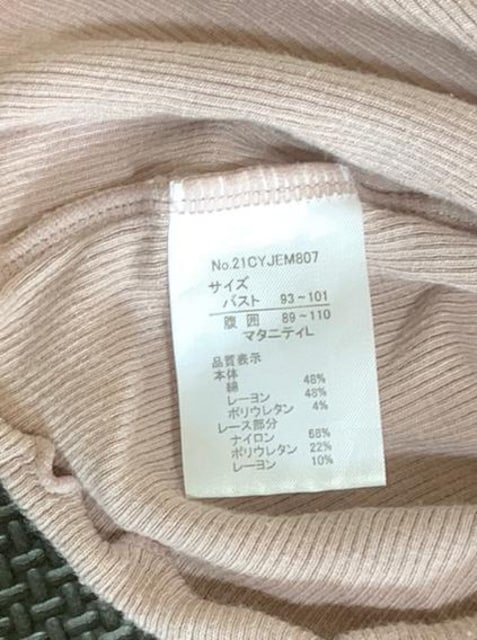 No.21CYJEM807
サイズ
バスト 93~101
腹囲 89~110
マタニティL
品質表示
本体
綿 48%
レーヨン 48%
ポリウレタン 4%
レース部分
ナイロン 68%
ポリウレタン 22%
レーヨン 10%